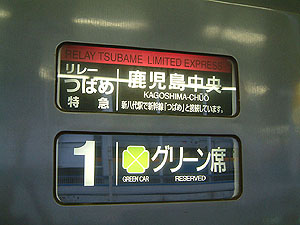 RELAY TSUBAME LIMITED EXPRESS
リレー
つばめ
特急
鹿児島中央
KAGOSHIMA-CHŪŌ
新八代駅で新幹線「つばめ」と接続しています。
1
グリーン席
GREEN CAR RESERVED